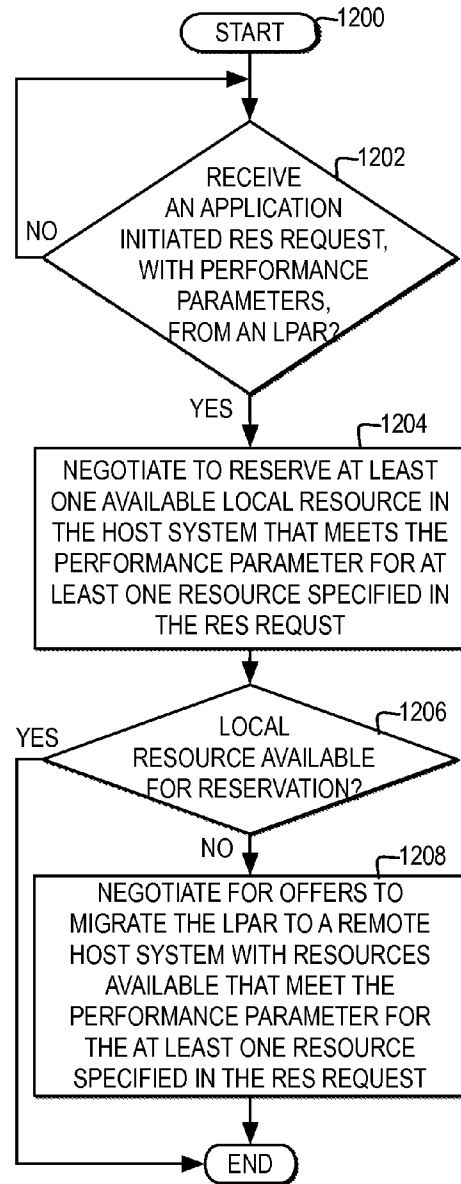 START
1200
RECEIVE
AN APPLICATION
INITIATED RES REQUEST,
WITH PERFORMANCE
PARAMETERS,
FROM AN LPAR?
1202
NO
YES
1204
NEGOTIATE TO RESERVE AT LEAST
ONE AVAILABLE LOCAL RESOURCE IN
THE HOST SYSTEM THAT MEETS THE
PERFORMANCE PARAMETER FOR AT
LEAST ONE RESOURCE SPECIFIED IN
THE RES REQUST
1206
YES
LOCAL
RESOURCE AVAILABLE
FOR RESERVATION?
NO
1208
NEGOTIATE FOR OFFERS TO
MIGRATE THE LPAR TO A REMOTE
HOST SYSTEM WITH RESOURCES
AVAILABLE THAT MEET THE
PERFORMANCE PARAMETER FOR
THE AT LEAST ONE RESOURCE
SPECIFIED IN THE RES REQUEST
END